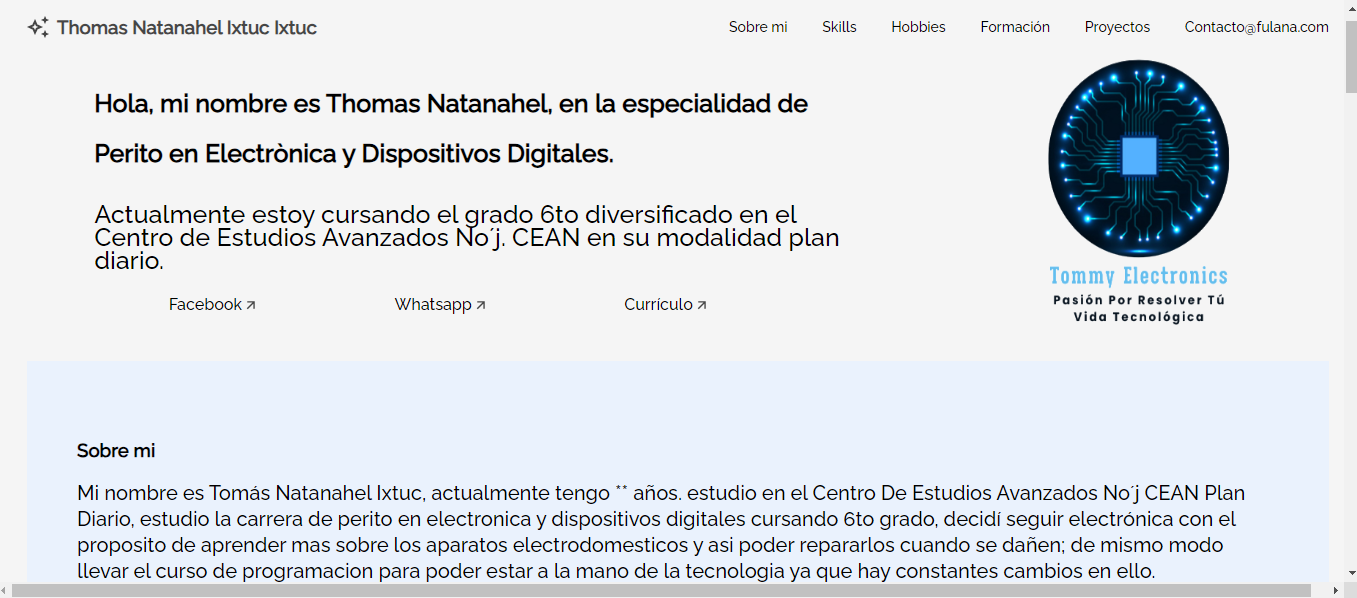 Thomas Natanahel Ixtuc Ixtuc
Sobre mi Skills Hobbies Formación Proyectos Contacto@fulana.com
Hola, mi nombre es Thomas Natanahel, en la especialidad de
Perito en Electrònica y Dispositivos Digitales.
Actualmente estoy cursando el grado 6to diversificado en el
Centro de Estudios Avanzados No´j. CEAN en su modalidad plan
diario.
Facebook Whatsapp Currículo
Tommy Electronics
Pasión Por Resolver Tú
Vida Tecnológica
Sobre mi
Mi nombre es Tomás Natanahel Ixtuc, actualmente tengo ** años. estudio en el Centro De Estudios Avanzados No´j CEAN Plan
Diario, estudio la carrera de perito en electronica y dispositivos digitales cursando 6to grado, decidí seguir electrónica con el
proposito de aprender mas sobre los aparatos electrodomesticos y asi poder repararlos cuando se dañen; de mismo modo
llevar el curso de programacion para poder estar a la mano de la tecnologia ya que hay constantes cambios en ello.